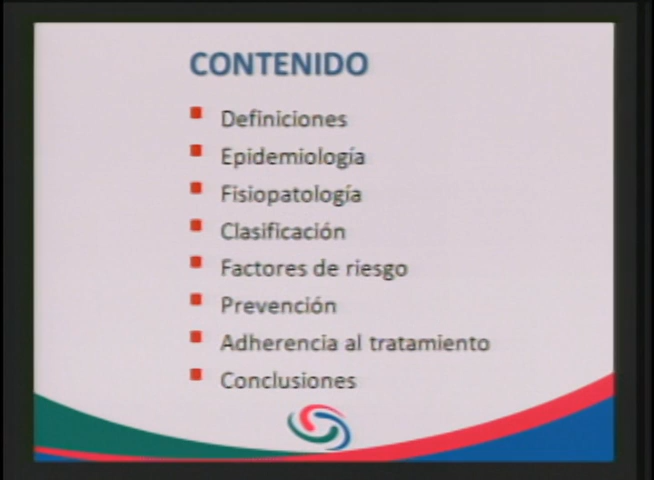 CONTENIDO
Definiciones
Epidemiología
Fisiopatología
Clasificación
Factores de riesgo
Prevención
Adherencia al tratamiento
Conclusiones